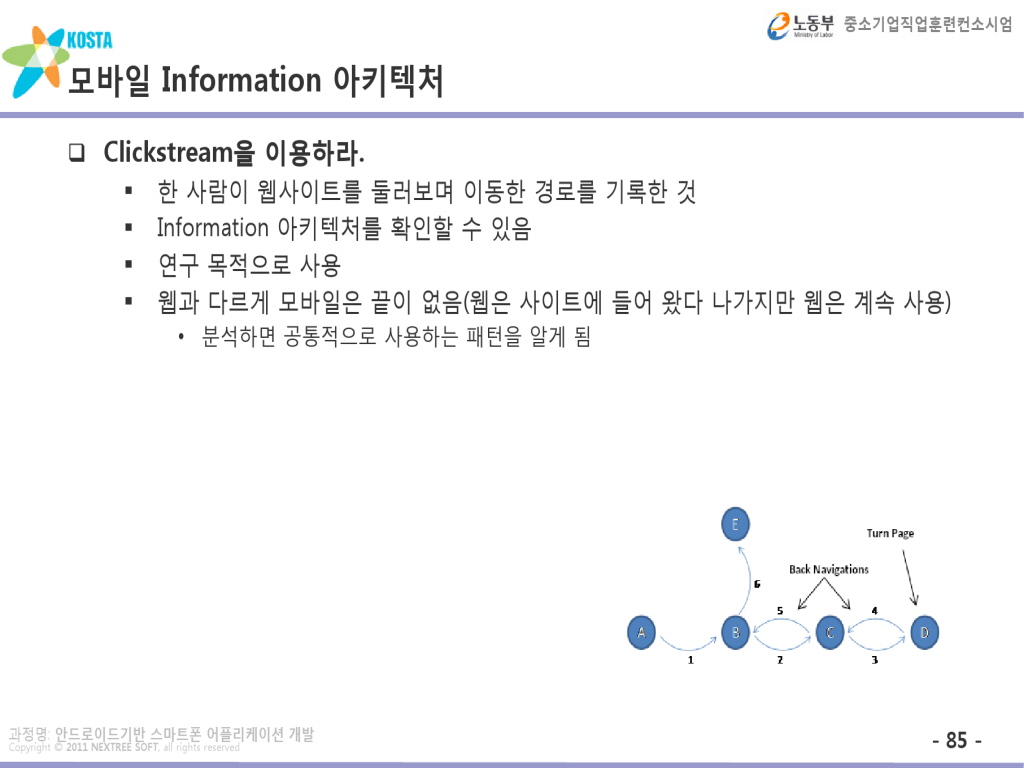 KOSTA
노동부
Ministry of Labor
중소기업직업훈련컨소시엄
모바일 Information 아키텍처
Clickstream을 이용하라.
한 사람이 웹사이트를 둘러보며 이동한 경로를 기록한 것
Information 아키텍처를 확인할 수 있음
연구 목적으로 사용
웹과 다르게 모바일은 끝이 없음(웹은 사이트에 들어 왔다 나가지만 웹은 계속 사용)
• 분석하면 공통적으로 사용하는 패턴을 알게 됨
E
Turn Page
Back Navigations
6
5
4
A
B
C
D
1
2
3
과정명: 안드로이드기반 스마트폰 어플리케이션 개발
Copyright © 2011 NEXTREE SOFT, all rights reserved
- 85 -